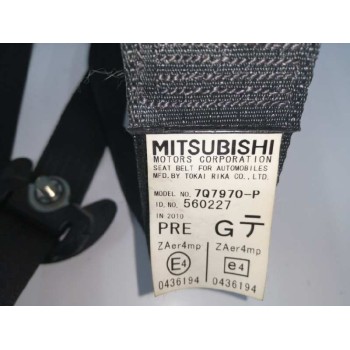 MITSUBISHI
MOTORS CORPORATION
SEAT BELT FOR AUTOMOBILES
MFD. BY TOKAI RIKA CO., LTD.
MODEL NO. 7Q7970-P
ID. NO. 560227
IN 2010
PRE G テ
ZAer4mp ZAer4mp
E4 e4
0436194 0436194